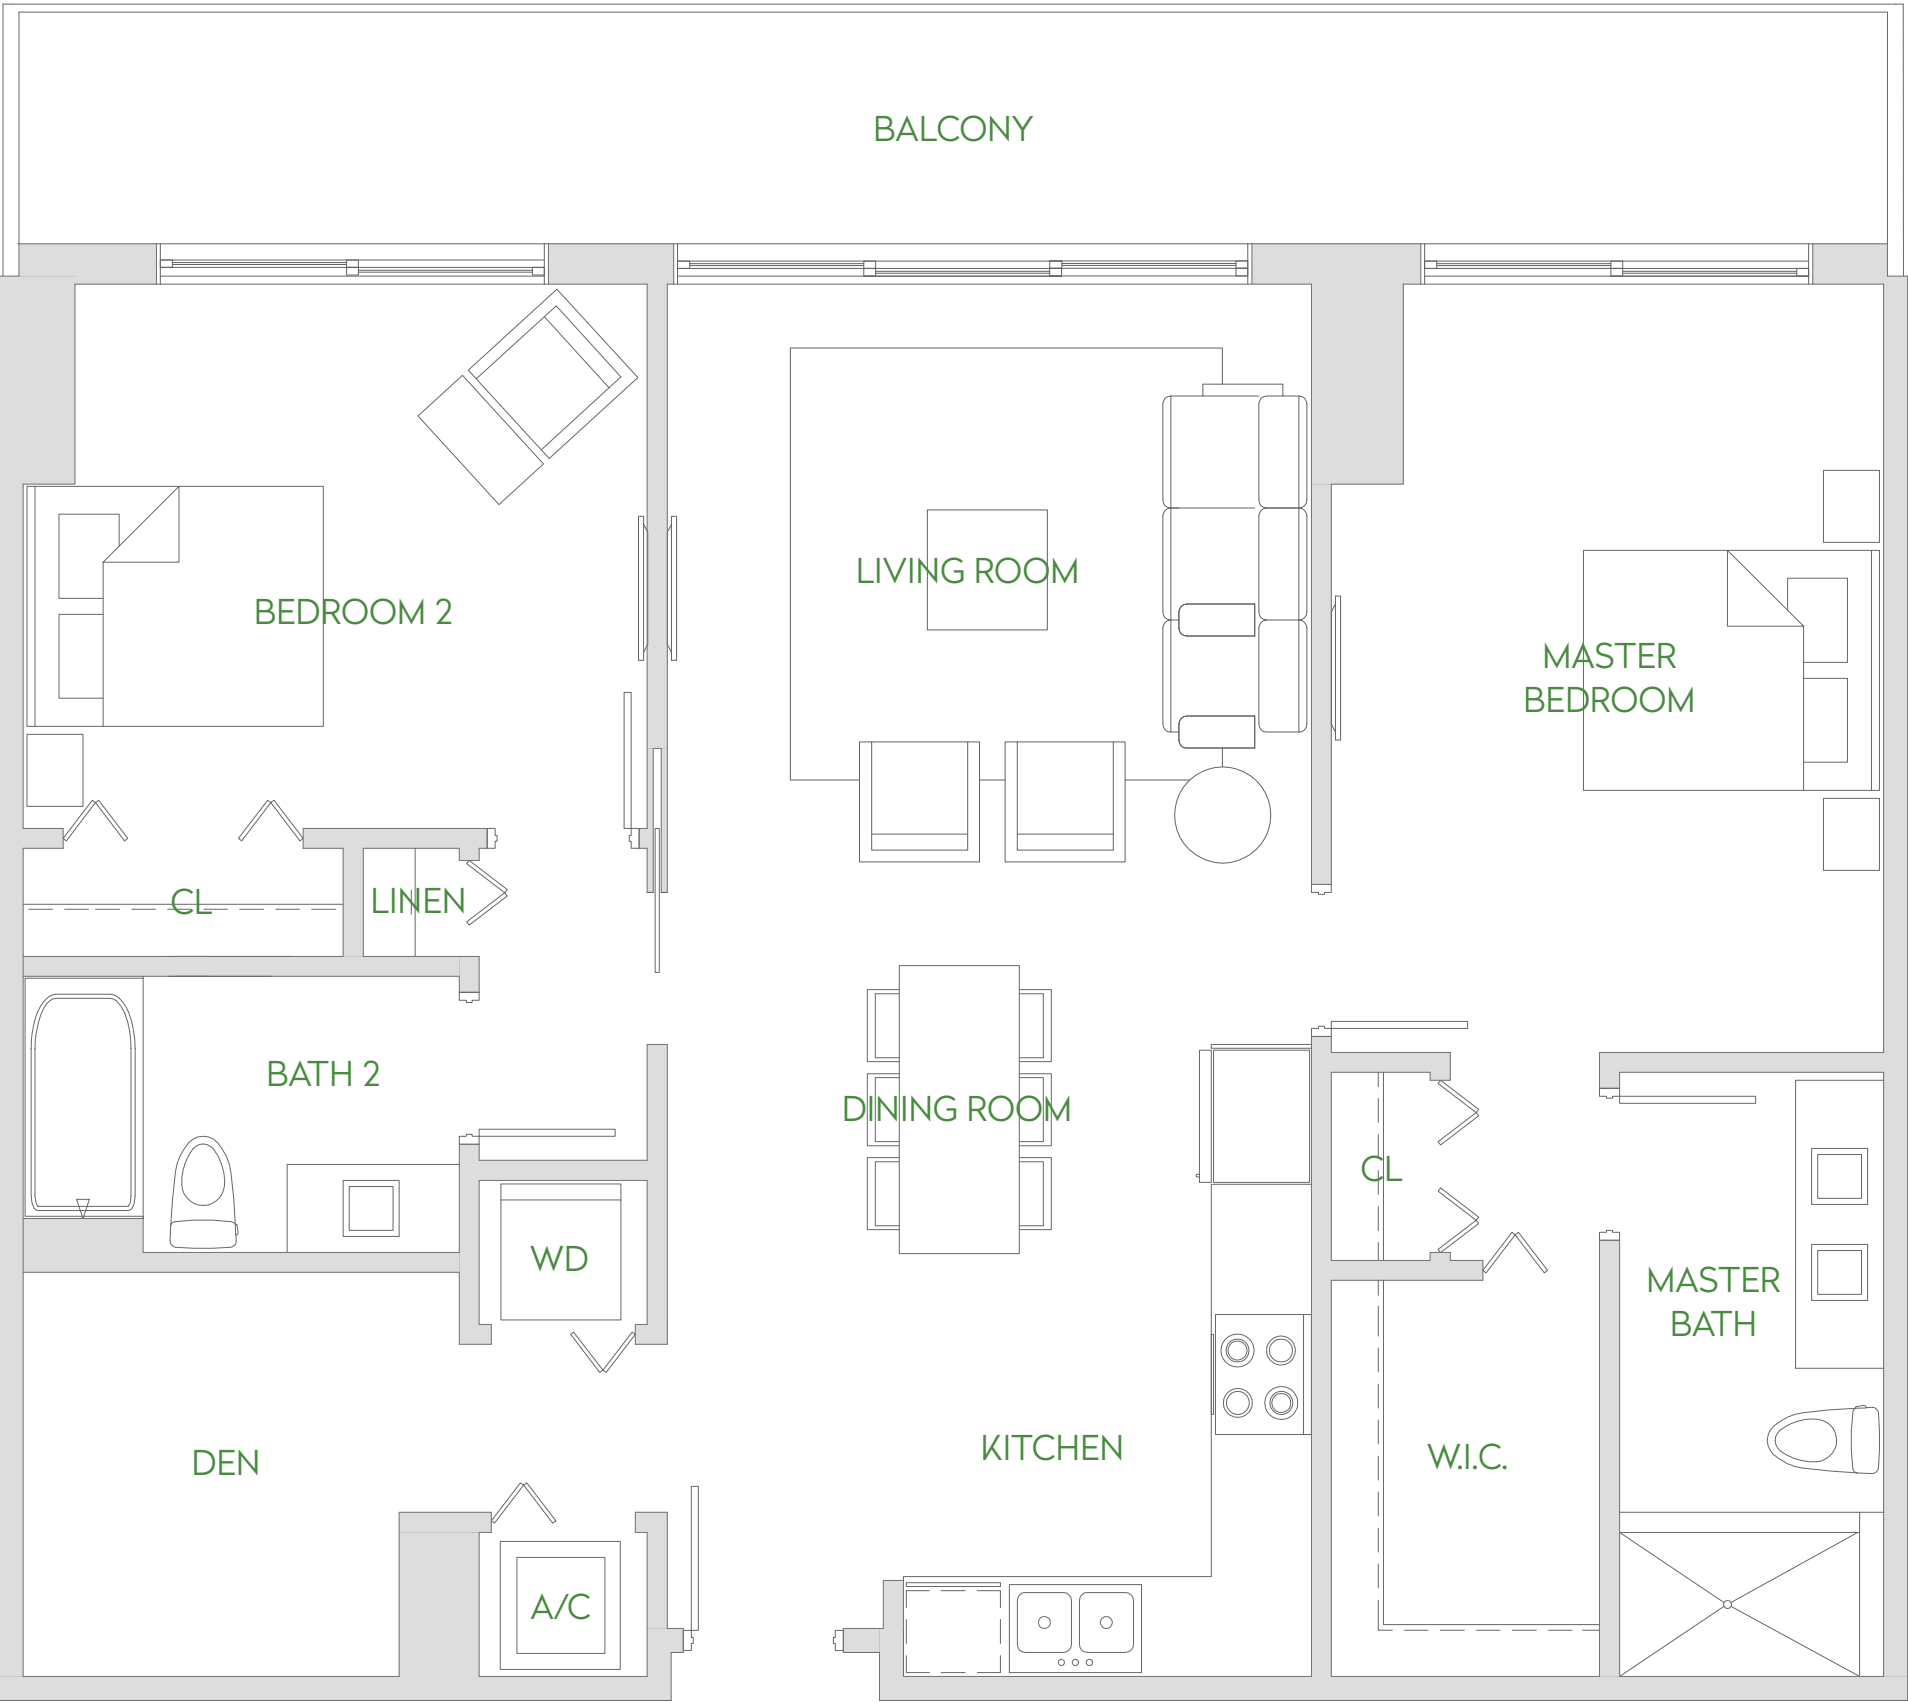 BALCONY
LIVING ROOM
BEDROOM 2
MASTER
BEDROOM
CL
LINEN
BATH 2
DINING ROOM
CL
WD
MASTER
BATH
DEN
KITCHEN
W.I.C.
A/C